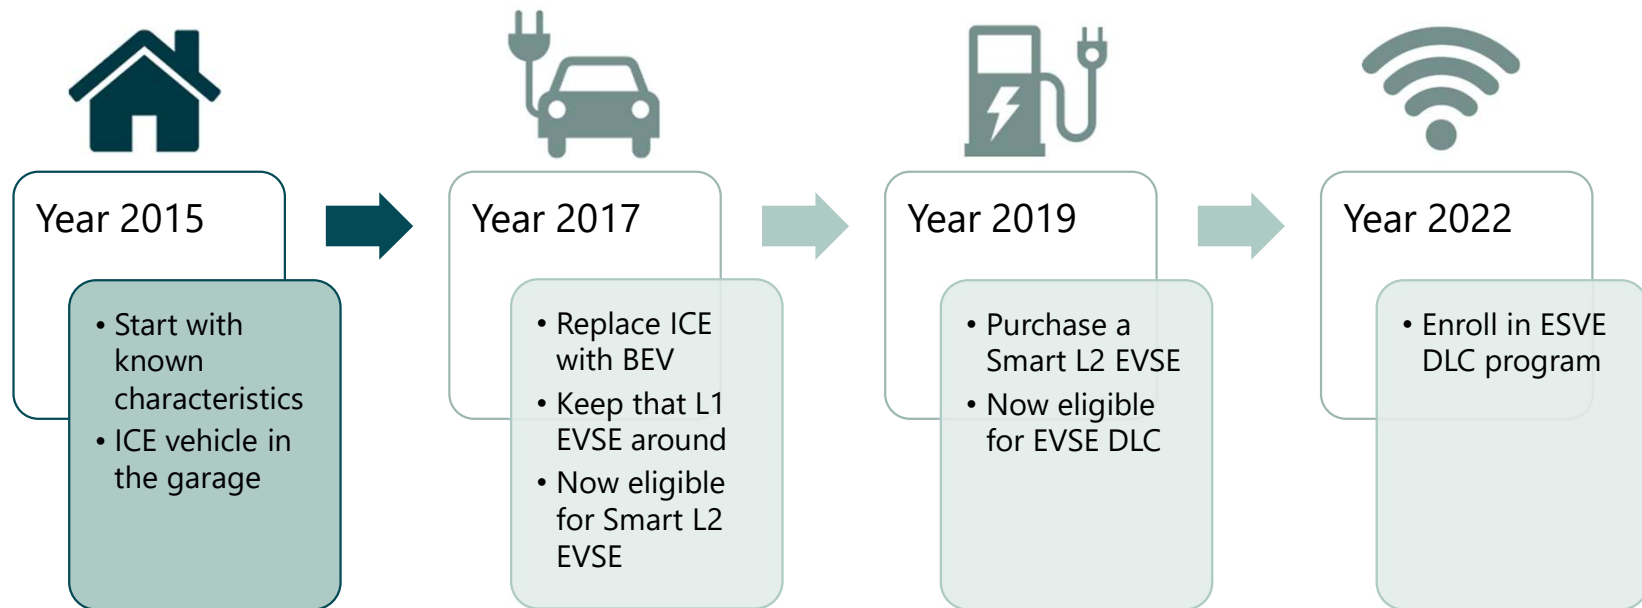 Year 2015
• Start with
known
characteristics
• ICE vehicle in
the garage
Year 2017
• Replace ICE
with BEV
• Keep that L1
EVSE around
• Now eligible
for Smart L2
EVSE
Year 2019
• Purchase a
Smart L2 EVSE
• Now eligible
for EVSE DLC
Year 2022
• Enroll in ESVE
DLC program